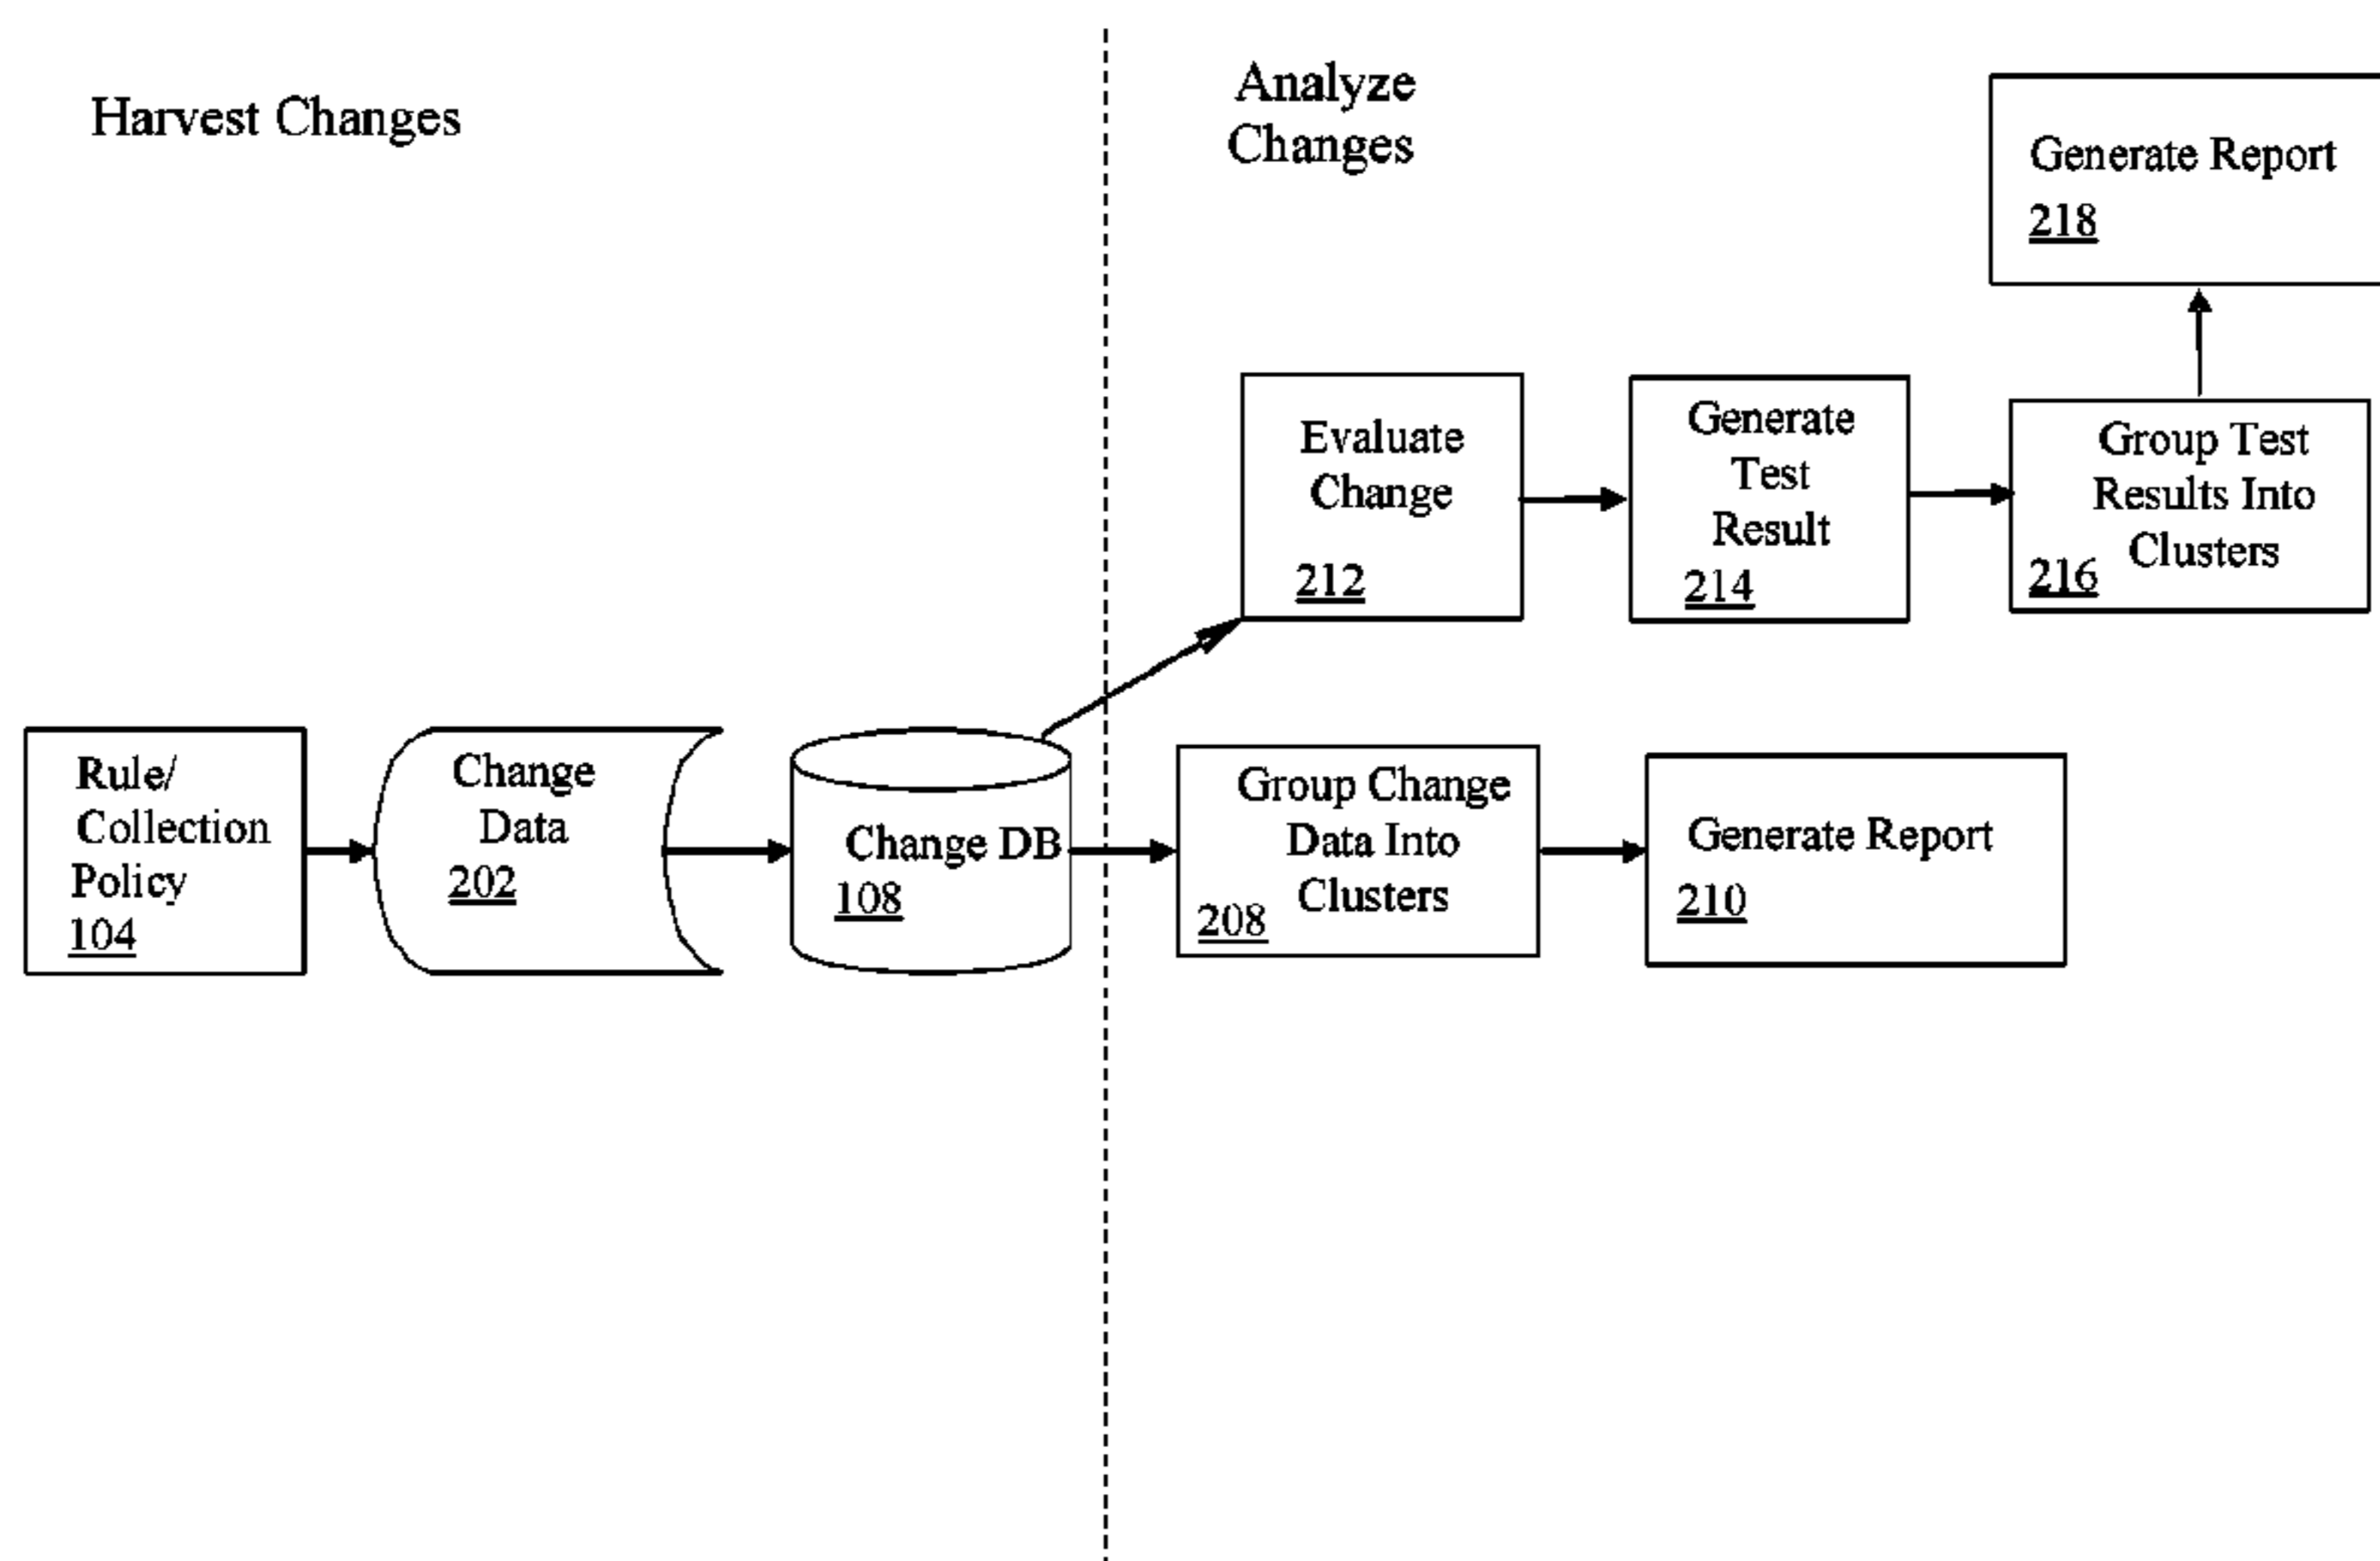 Harvest Changes
Analyze
Changes
Generate Report
218
Evaluate
Change
212
Generate
Test
Result
214
Group Test
Results Into
Clusters
216
Rule/
Collection
Policy
104
Change
Data
202
Change DB
108
Group Change
Data Into
Clusters
208
Generate Report
210